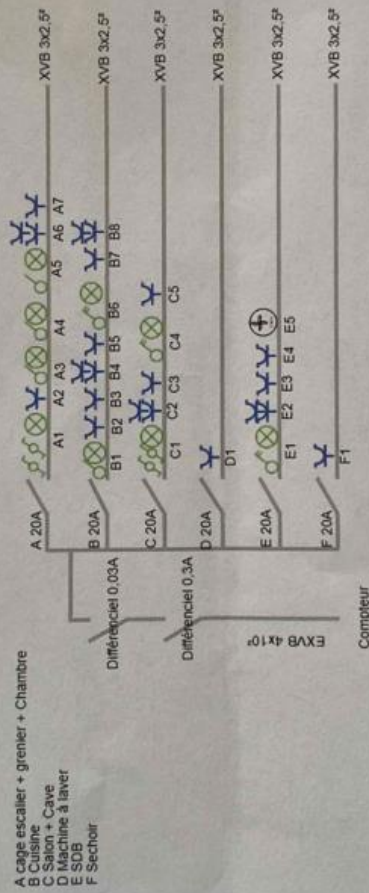 A cage escalier + grenier + Chambre
B Cuisine
C Salon + Cave
D Machine à laver
E SDB
F Sechoir
Compteur
EXVB 4x10²
Différenciel 0,3A
Différenciel 0,03A
A 20A
A1 A2 A3 A4 A5 A6 A7
XVB 3x2,5²
B 20A
B1 B2 B3 B4 B5 B6 B7 B8
XVB 3x2,5²
C 20A
C1 C2 C3 C4 C5
XVB 3x2,5²
D 20A
D1
XVB 3x2,5²
E 20A
E1 E2 E3 E4 E5
XVB 3x2,5²
F 20A
F1
XVB 3x2,5²